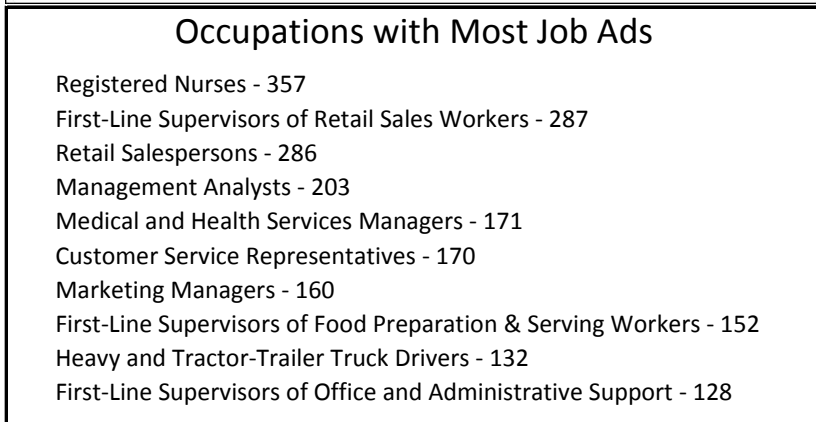 Occupations with Most Job Ads
Registered Nurses - 357
First-Line Supervisors of Retail Sales Workers - 287
Retail Salespersons - 286
Management Analysts - 203
Medical and Health Services Managers - 171
Customer Service Representatives - 170
Marketing Managers - 160
First-Line Supervisors of Food Preparation & Serving Workers - 152
Heavy and Tractor-Trailer Truck Drivers - 132
First-Line Supervisors of Office and Administrative Support - 128